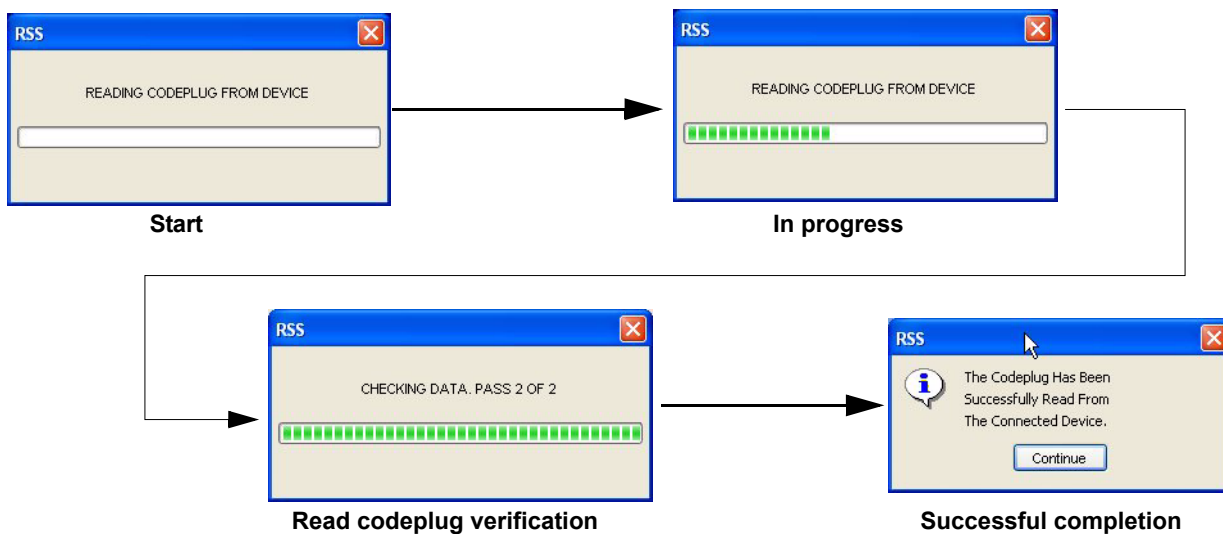 RSS
READING CODEPLUG FROM DEVICE
Start
RSS
READING CODEPLUG FROM DEVICE
In progress
RSS
CHECKING DATA. PASS 2 OF 2
Read codeplug verification
RSS
The Codeplug Has Been
Successfully Read From
The Connected Device.
Continue
Successful completion